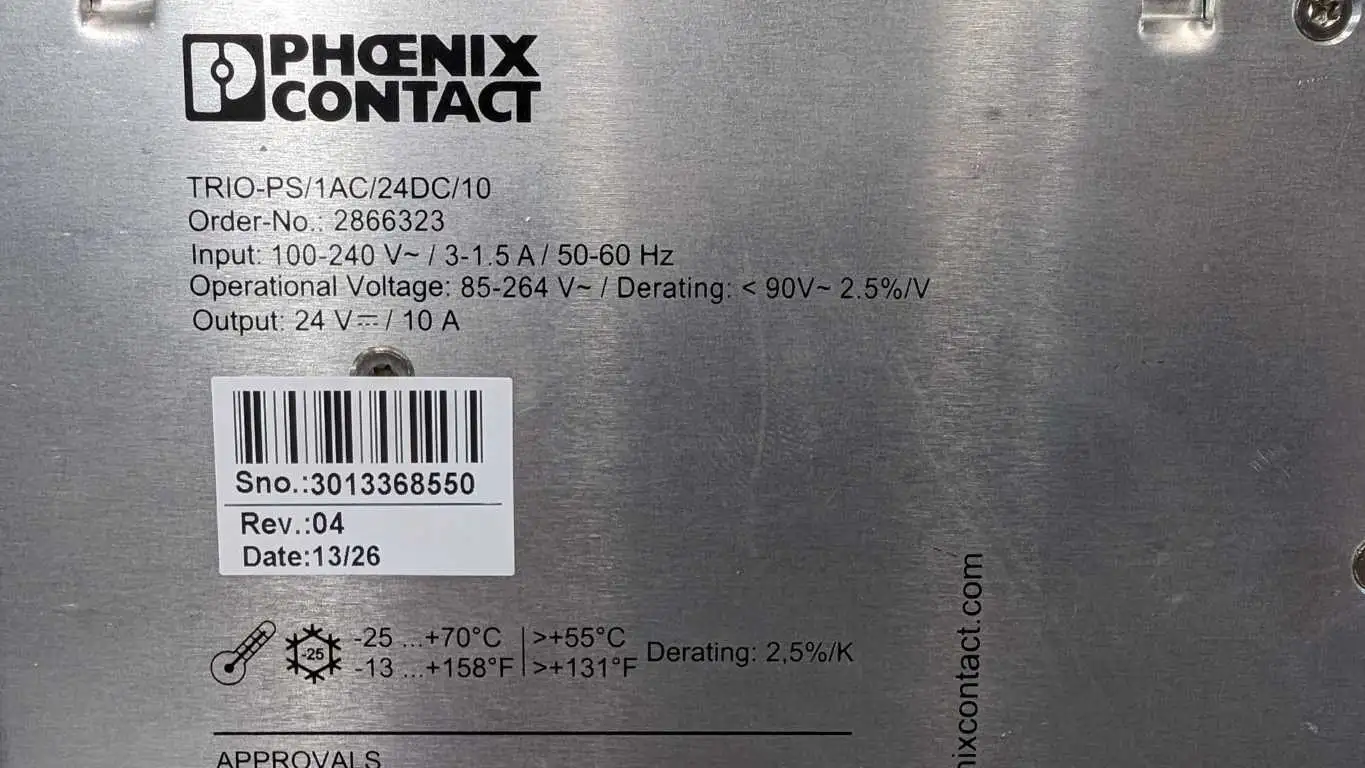 PHŒNIX
CONTACT
TRIO-PS/1AC/24DC/10
Order-No.: 2866323
Input: 100-240 V~ / 3-1.5 A / 50-60 Hz
Operational Voltage: 85-264 V~ / Derating: < 90V~ 2.5%/V
Output: 24 V⎓ / 10 A
Sno.:3013368550
Rev.:04
Date:13/26
-25
-25 ...+70°C | >+55°C
-13 ...+158°F | >+131°F
Derating: 2,5%/K
APPROVALS
nixcontact.com